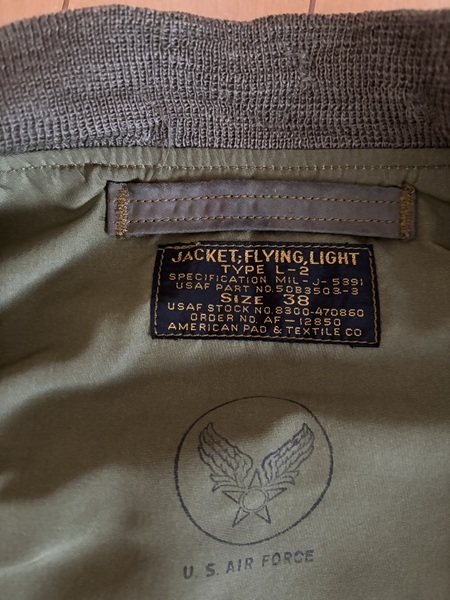 JACKET, FLYING, LIGHT
TYPE L-2
SPECIFICATION MIL-J-5391
USAF PART NO. 50B3503-3
SIZE 38
USAF STOCK NO. 8300-470860
ORDER NO. AF-12850
AMERICAN PAD & TEXTILE CO
U. S. AIR FORCE